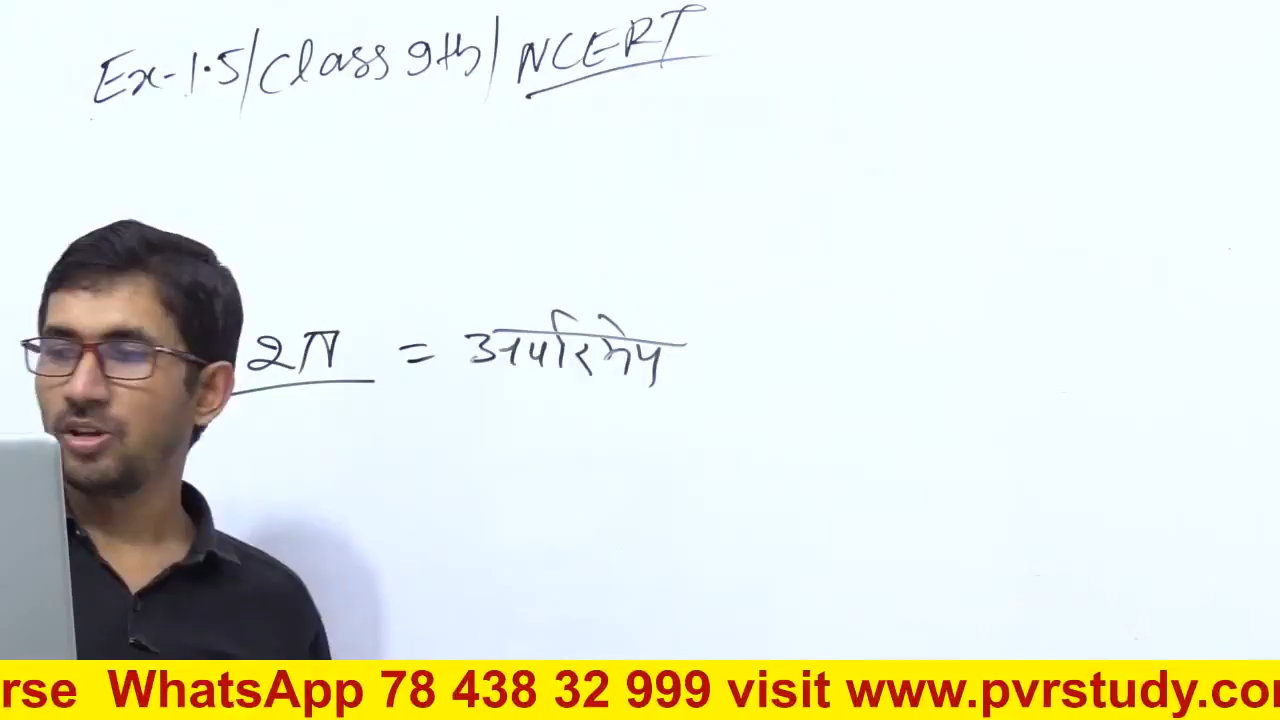 Ex-1.5/Class 9th/NCERT
2π = अपरिमेय
rse WhatsApp 78 438 32 999 visit www.pvrstudy.co